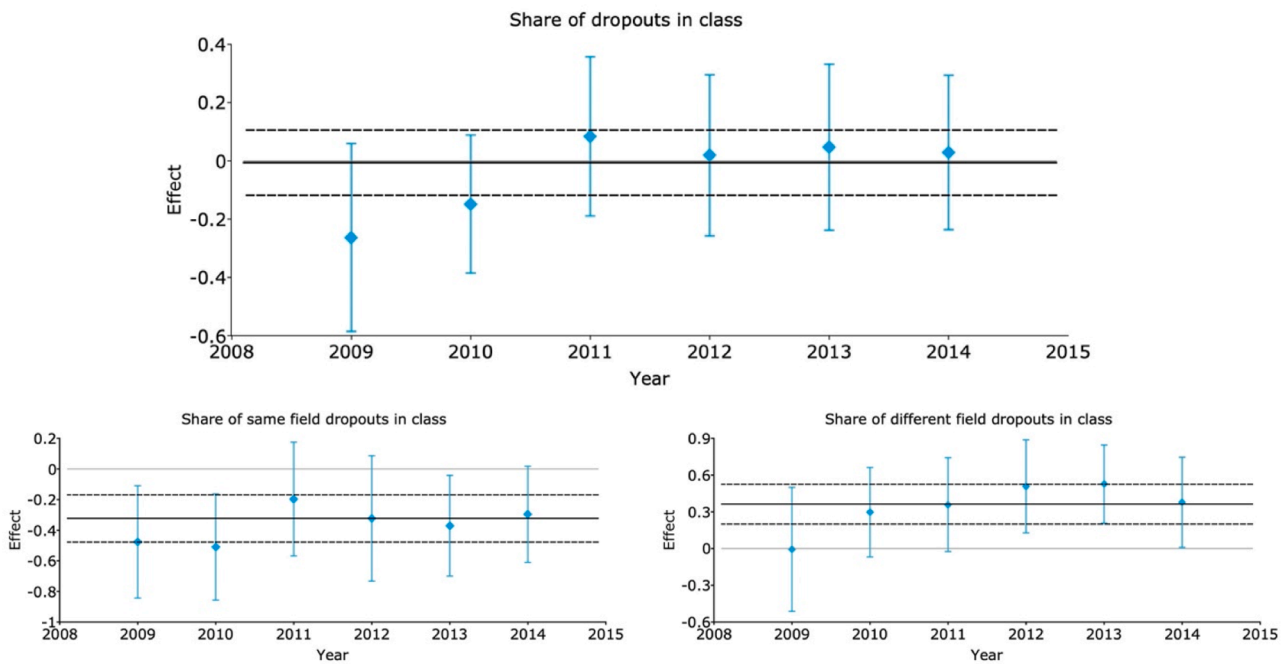 Share of dropouts in class
0.4
0.2
0
-0.2
-0.4
-0.6
Effect
2008 2009 2010 2011 2012 2013 2014 2015
Year
Share of same field dropouts in class
0.2
0
-0.2
-0.4
-0.6
-0.8
-1
Effect
2008 2009 2010 2011 2012 2013 2014 2015
Year
Share of different field dropouts in class
0.9
0.6
0.3
0
-0.3
-0.6
Effect
2008 2009 2010 2011 2012 2013 2014 2015
Year